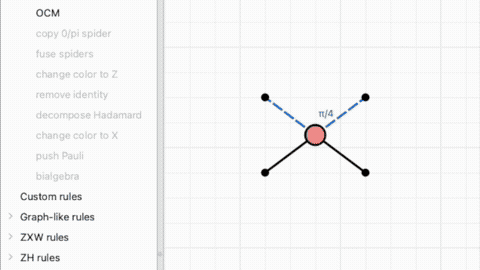 OCM
copy 0/pi spider
fuse spiders
change color to Z
remove identity
decompose Hadamard
change color to X
push Pauli
bialgebra
Custom rules
Graph-like rules
ZXW rules
ZH rules
π/4